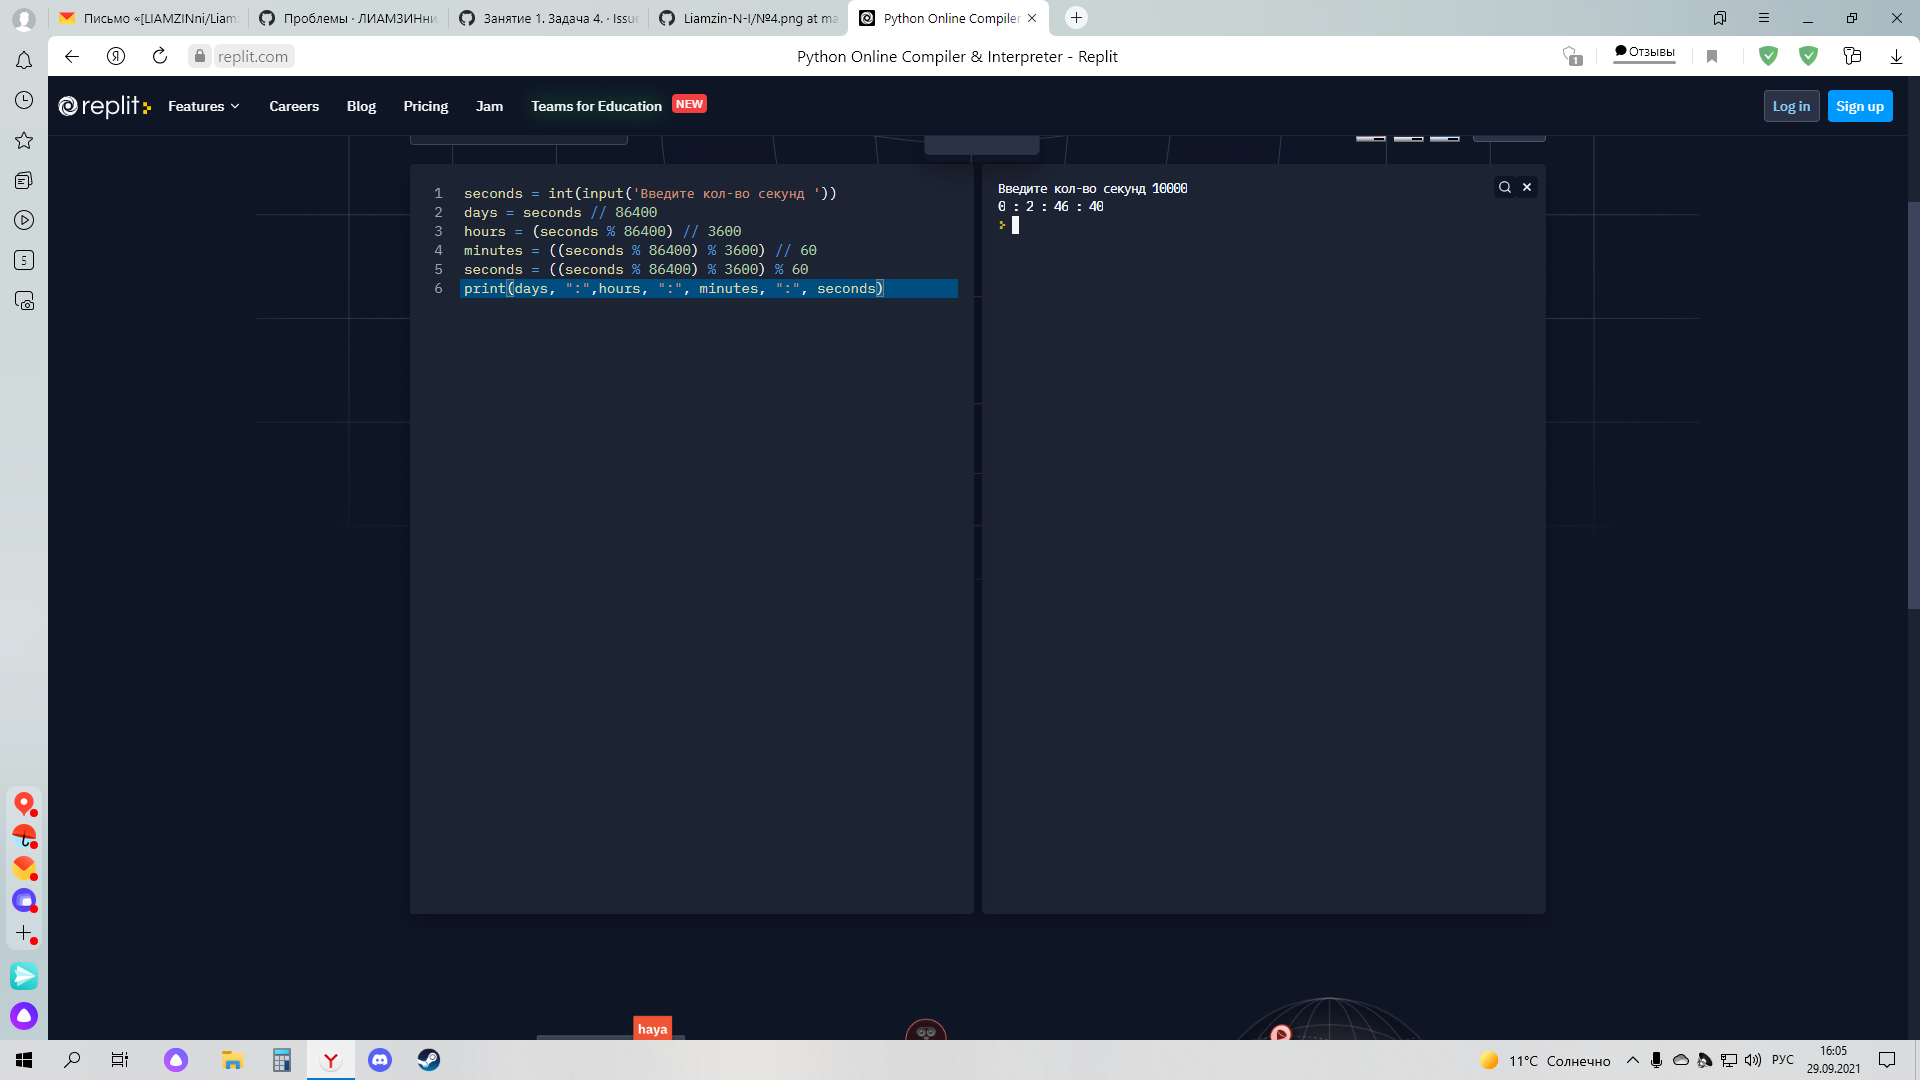 Письмо «[LIAMZINni/Liamz
Проблемы · ЛИАМЗИНни
Занятие 1. Задача 4. · Issue
Liamzin-N-I/№4.png at ma
Python Online Compiler
Я
replit.com
Python Online Compiler & Interpreter - Replit
1
Отзывы
replit
Features
Careers
Blog
Pricing
Jam
Teams for Education
NEW
Log in
Sign up
5
1 seconds = int(input('Введите кол-во секунд '))
2 days = seconds // 86400
3 hours = (seconds % 86400) // 3600
4 minutes = ((seconds % 86400) % 3600) // 60
5 seconds = ((seconds % 86400) % 3600) % 60
6 print(days, ":",hours, ":", minutes, ":", seconds)
Введите кол-во секунд 10000
0 : 2 : 46 : 40
haya
Y
11°C Солнечно
РУС
16:05
29.09.2021